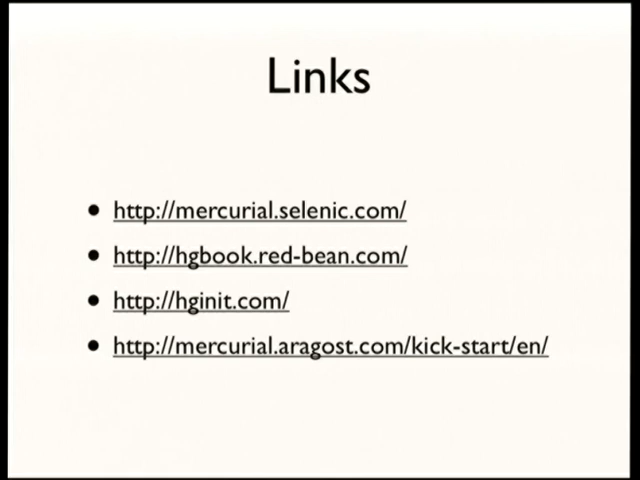 Links
• http://mercurial.selenic.com/
• http://hgbook.red-bean.com/
• http://hginit.com/
• http://mercurial.aragost.com/kick-start/en/